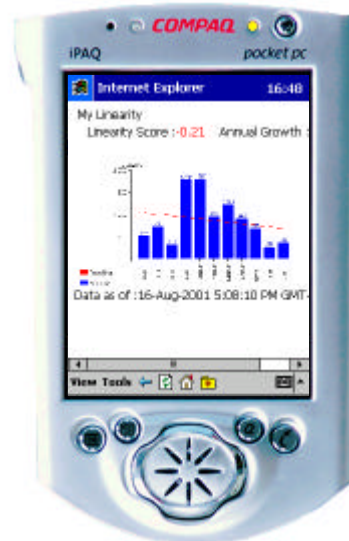 COMPAQ
iPAQ pocket pc
Internet Explorer 16:48
My Linearity
Linearity Score :-0.21 Annual Growth :
Data as of :16-Aug-2001 5:08:10 PM GMT-
View Tools